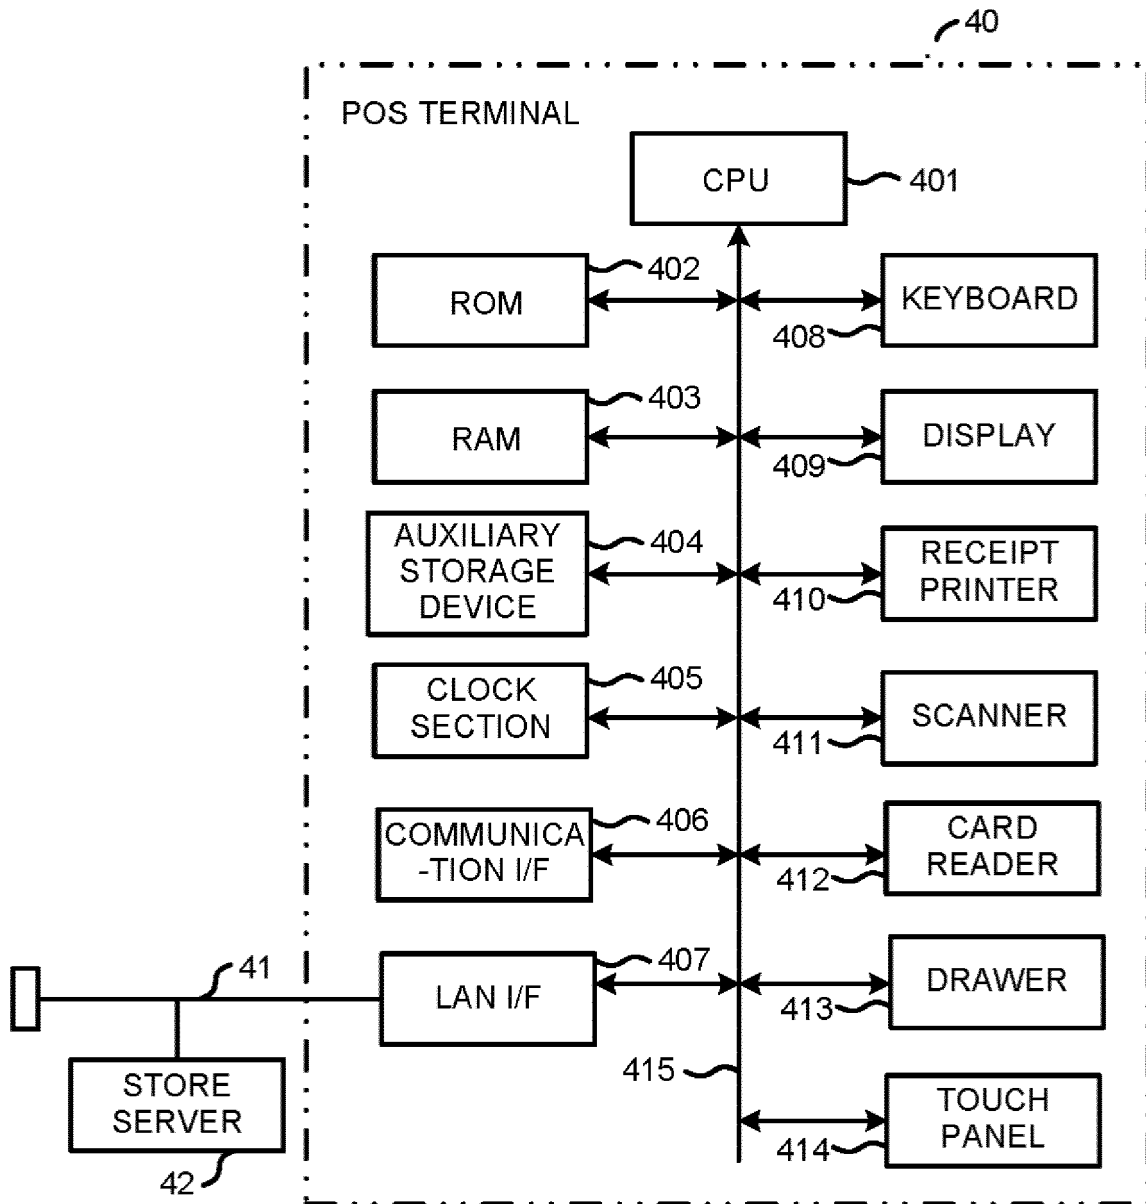 40
POS TERMINAL
CPU
401
402
ROM
KEYBOARD
408
403
RAM
DISPLAY
409
AUXILIARY
STORAGE
DEVICE
404
RECEIPT
PRINTER
410
CLOCK
SECTION
405
SCANNER
411
COMMUNICA
-TION I/F
406
CARD
READER
412
41
LAN I/F
407
DRAWER
413
STORE
SERVER
42
415
TOUCH
PANEL
414